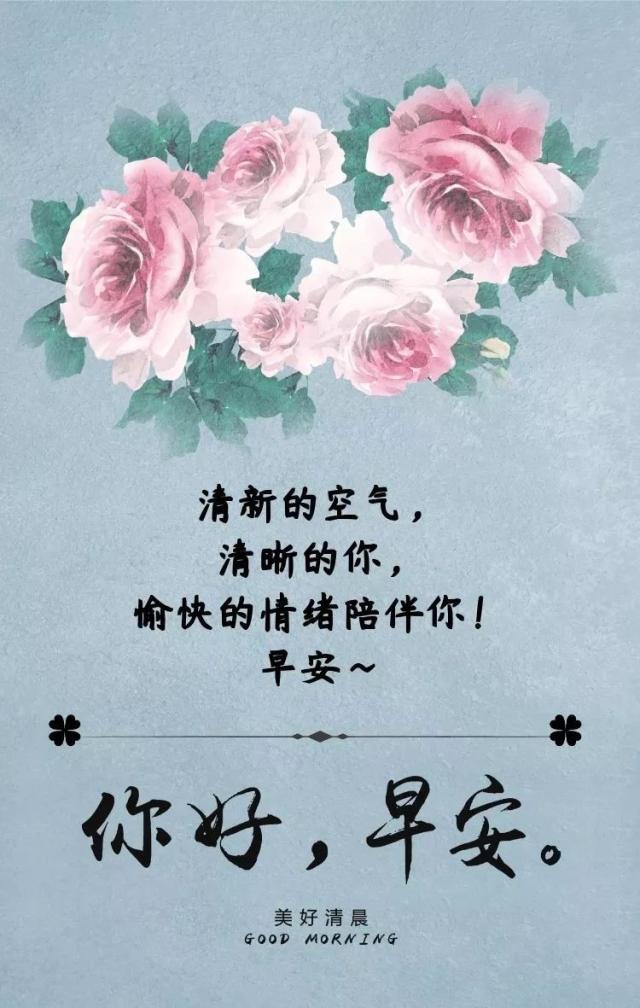 清新的空气，
清晰的你，
愉快的情绪陪伴你！
早安~
你好，早安。
美好清晨
GOOD MORNING